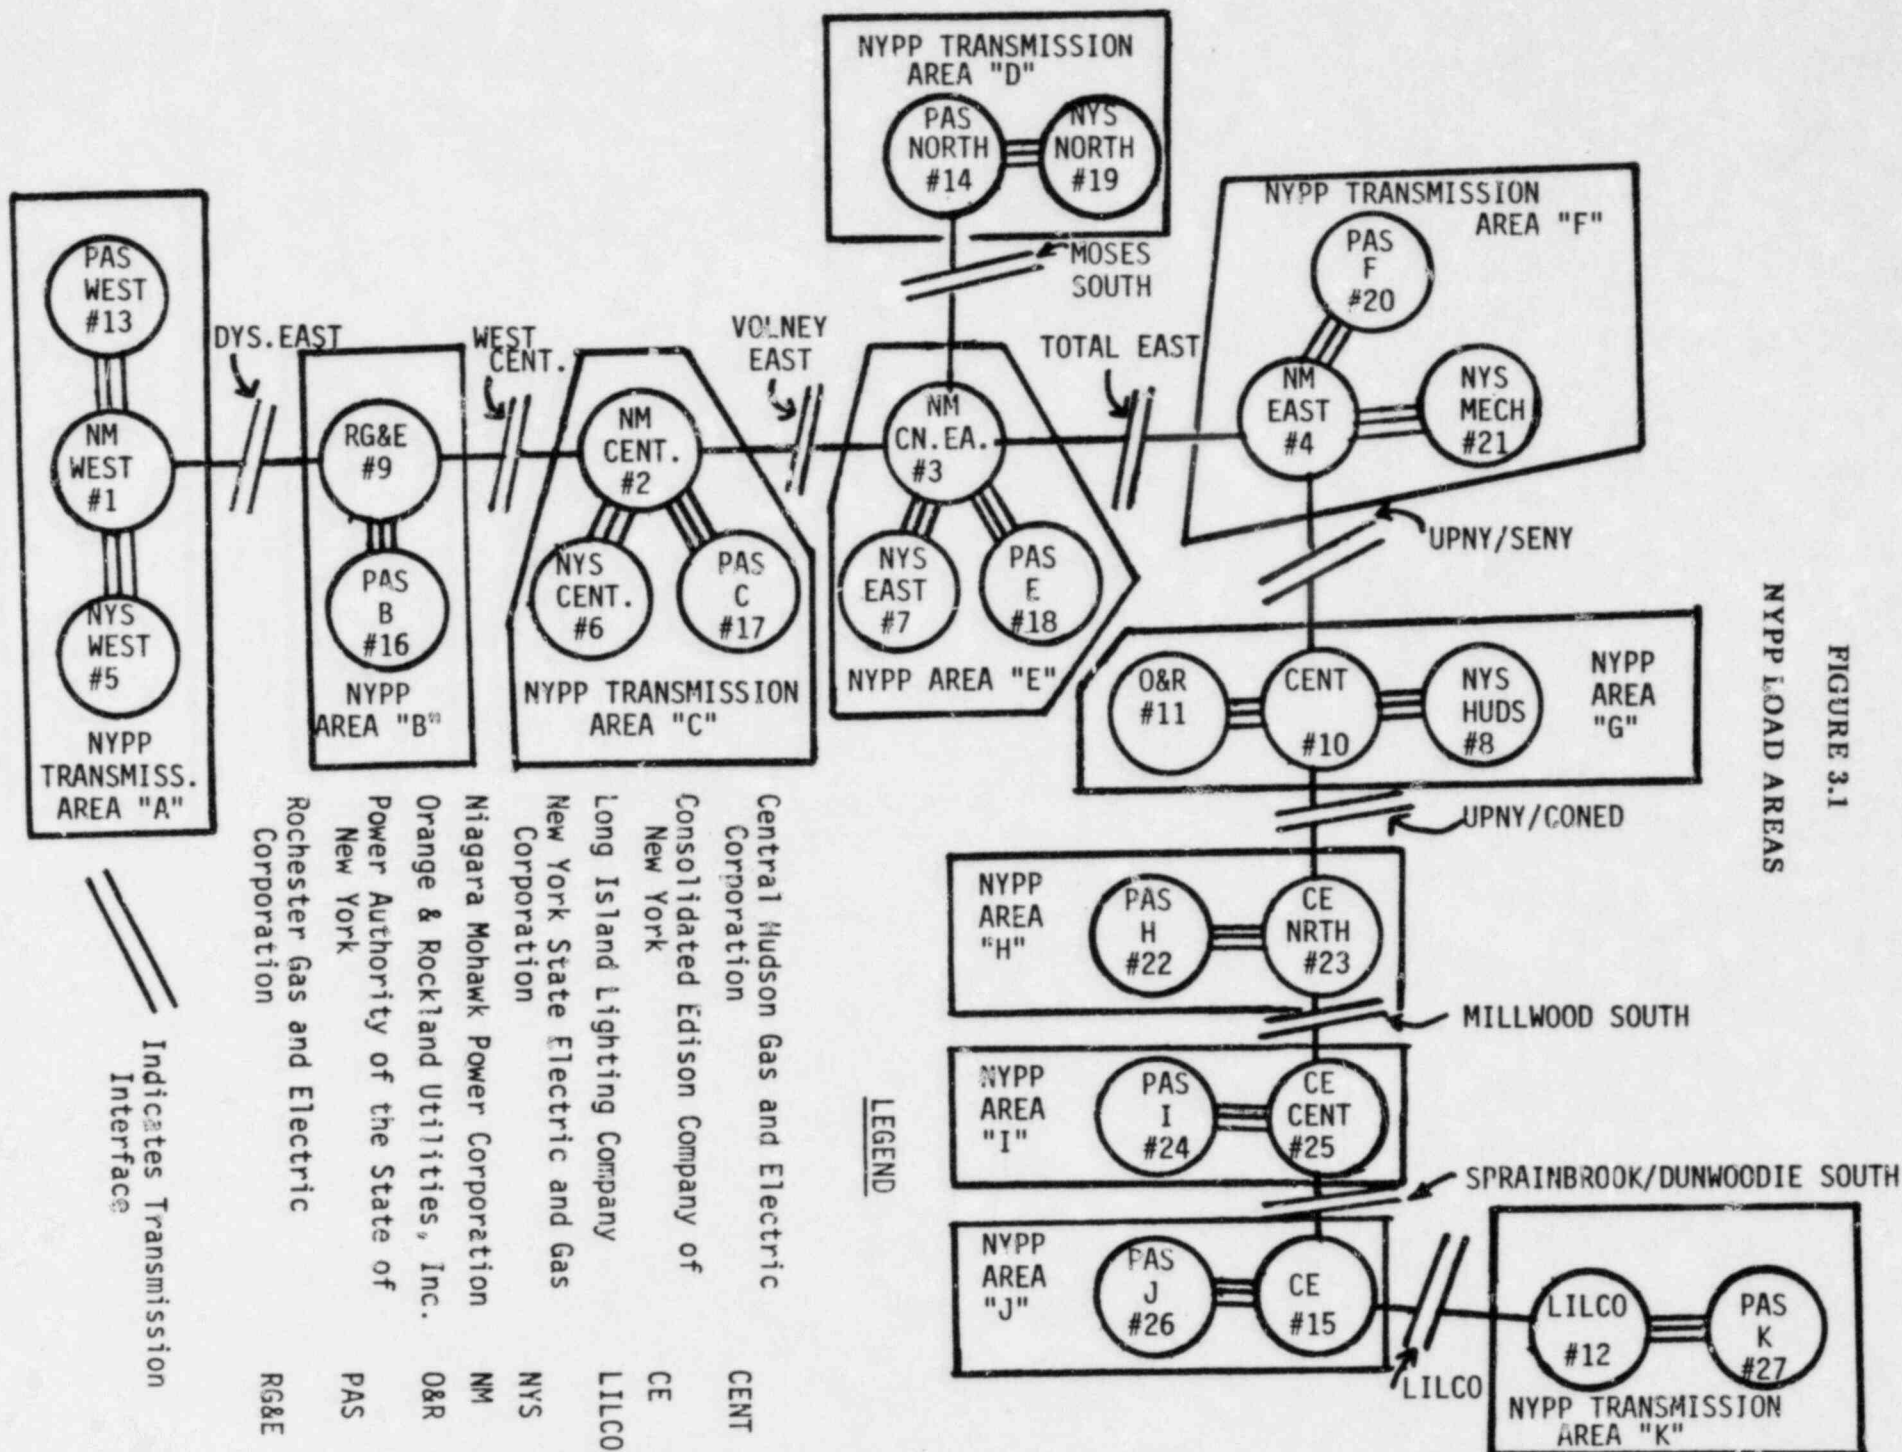 FIGURE 3.1
NYPP LOAD AREAS
NYPP TRANSMISSION
AREA "D"
PAS
NORTH
#14
NYS
NORTH
#19
MOSES
SOUTH
PAS
WEST
#13
NM
WEST
#1
NYS
WEST
#5
NYPP
TRANSMISS.
AREA "A"
DYS.EAST
RG&E
#9
PAS
B
#16
NYPP
AREA "B"
WEST
CENT.
NM
CENT.
#2
NYS
CENT.
#6
PAS
C
#17
NYPP TRANSMISSION
AREA "C"
VOLNEY
EAST
NM
CN.EA.
#3
NYS
EAST
#7
PAS
E
#18
NYPP AREA "E"
TOTAL EAST
NYPP TRANSMISSION
AREA "F"
PAS
F
#20
NM
EAST
#4
NYS
MECH
#21
UPNY/SENY
O&R
#11
CENT
#10
NYS
HUDS
#8
NYPP
AREA
"G"
UPNY/CONED
NYPP
AREA
"H"
PAS
H
#22
CE
NRTH
#23
MILLWOOD SOUTH
NYPP
AREA
"I"
PAS
I
#24
CE
CENT
#25
SPRAINBROOK/DUNWOODIE SOUTH
NYPP
AREA
"J"
PAS
J
#26
CE
#15
LILCO
LILCO
#12
PAS
K
#27
NYPP TRANSMISSION
AREA "K"
LEGEND
Central Hudson Gas and Electric
Corporation
CENT
Consolidated Edison Company of
New York
CE
Long Island Lighting Company
LILCO
New York State Electric and Gas
Corporation
NYS
Niagara Mohawk Power Corporation
NM
Orange & Rockland Utilities, Inc.
O&R
Power Authority of the State of
New York
PAS
Rochester Gas and Electric
Corporation
RG&E
Indicates Transmission
Interface